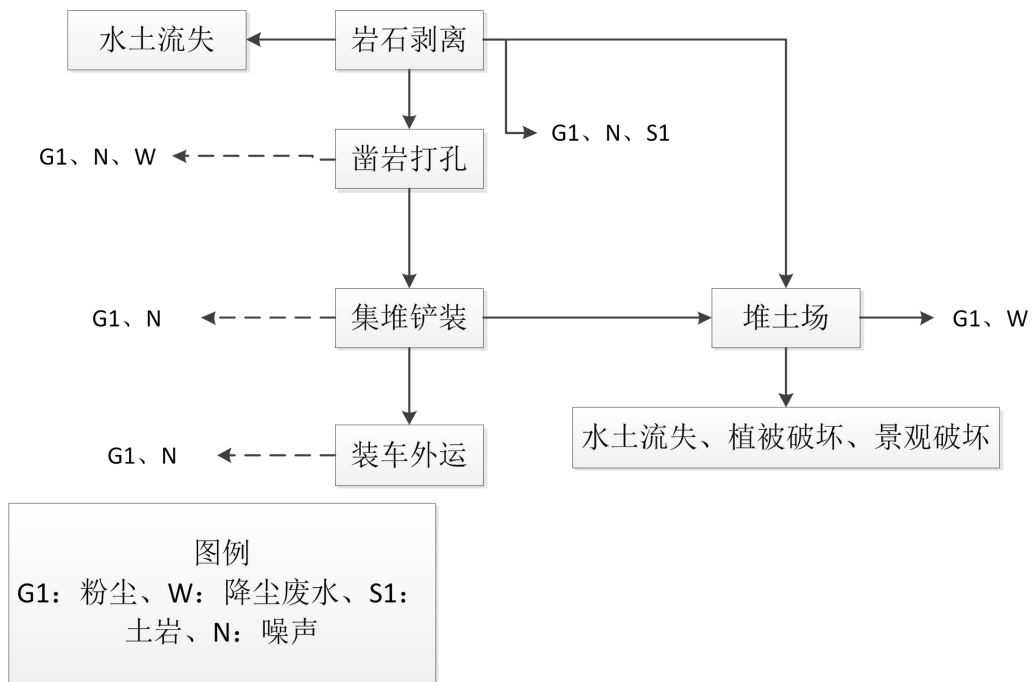 水土流失
岩石剥离
G1、N、S1
G1、N、W
凿岩打孔
G1、N
集堆铲装
堆土场
G1、W
水土流失、植被破坏、景观破坏
G1、N
装车外运
图例
G1：粉尘、W：降尘废水、S1：
土岩、N：噪声